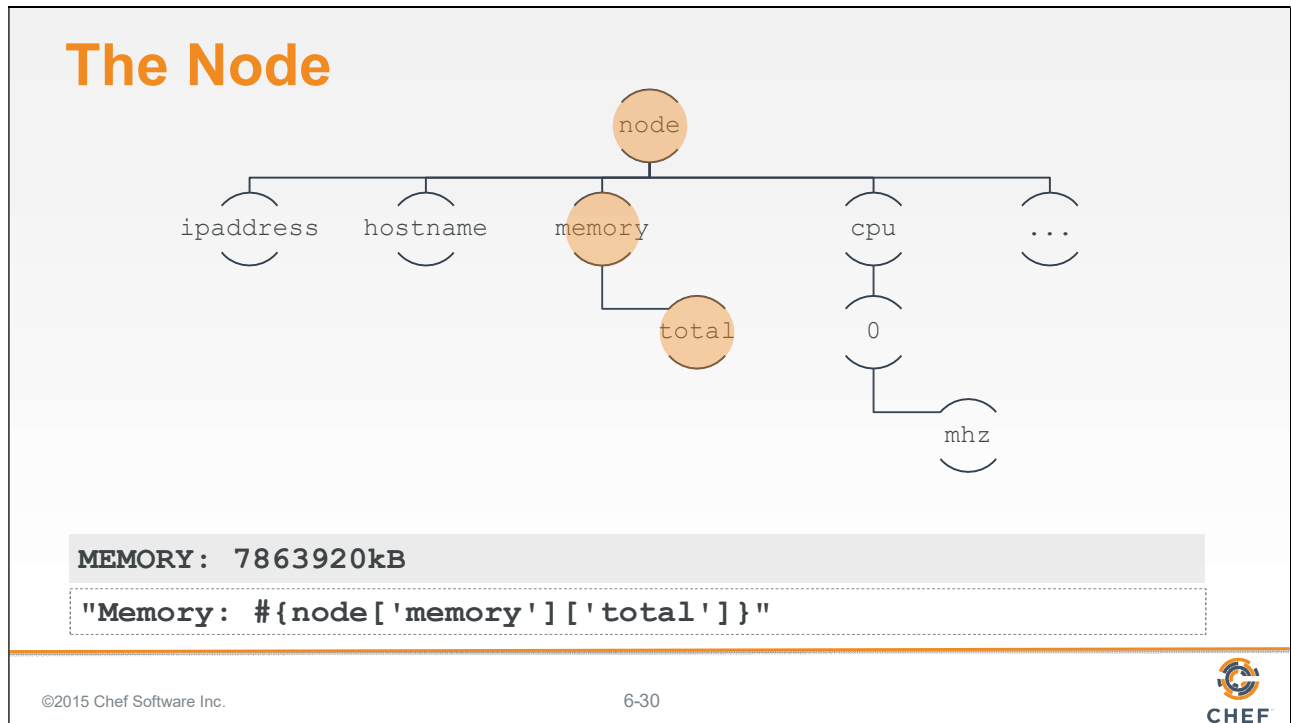 The Node
node
ipaddress hostname memory cpu ...
total 0
mhz
MEMORY: 7863920kB
"Memory: #{node['memory']['total']}"
©2015 Chef Software Inc. 6-30
CHEF